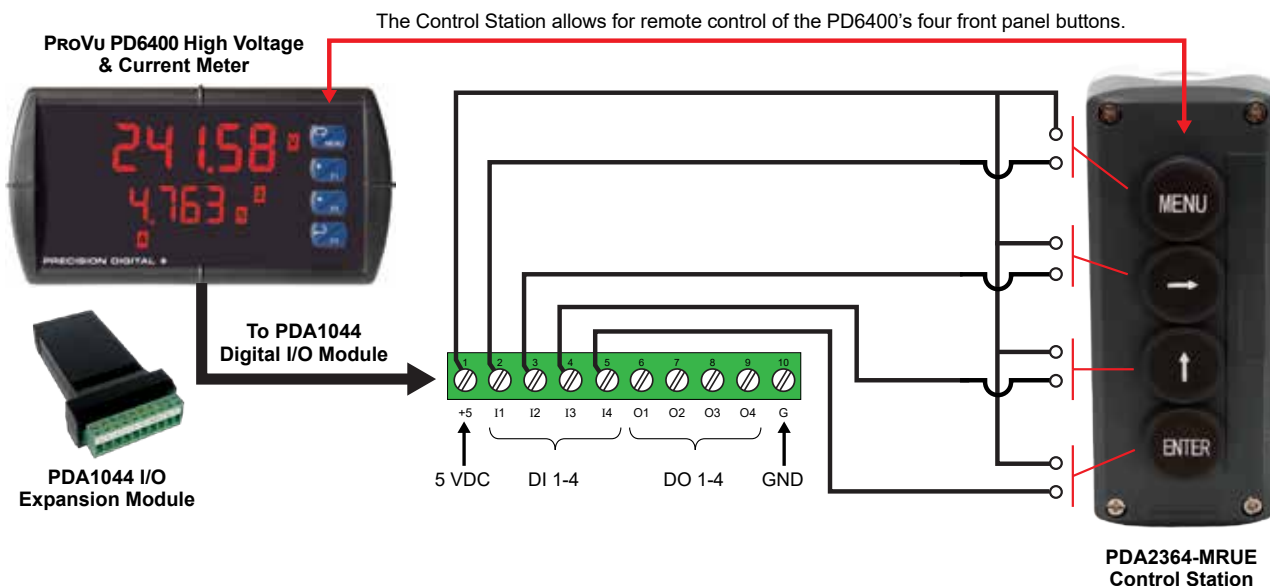 The Control Station allows for remote control of the PD6400's four front panel buttons.
PROVU PD6400 High Voltage
& Current Meter
241.58
4.763
MENU
PRECISION DIGITAL
To PDA1044
Digital I/O Module
1 2 3 4 5 6 7 8 9 10
+5 I1 I2 I3 I4 O1 O2 O3 O4 G
5 VDC DI 1-4 DO 1-4 GND
PDA1044 I/O
Expansion Module
MENU
ENTER
PDA2364-MRUE
Control Station